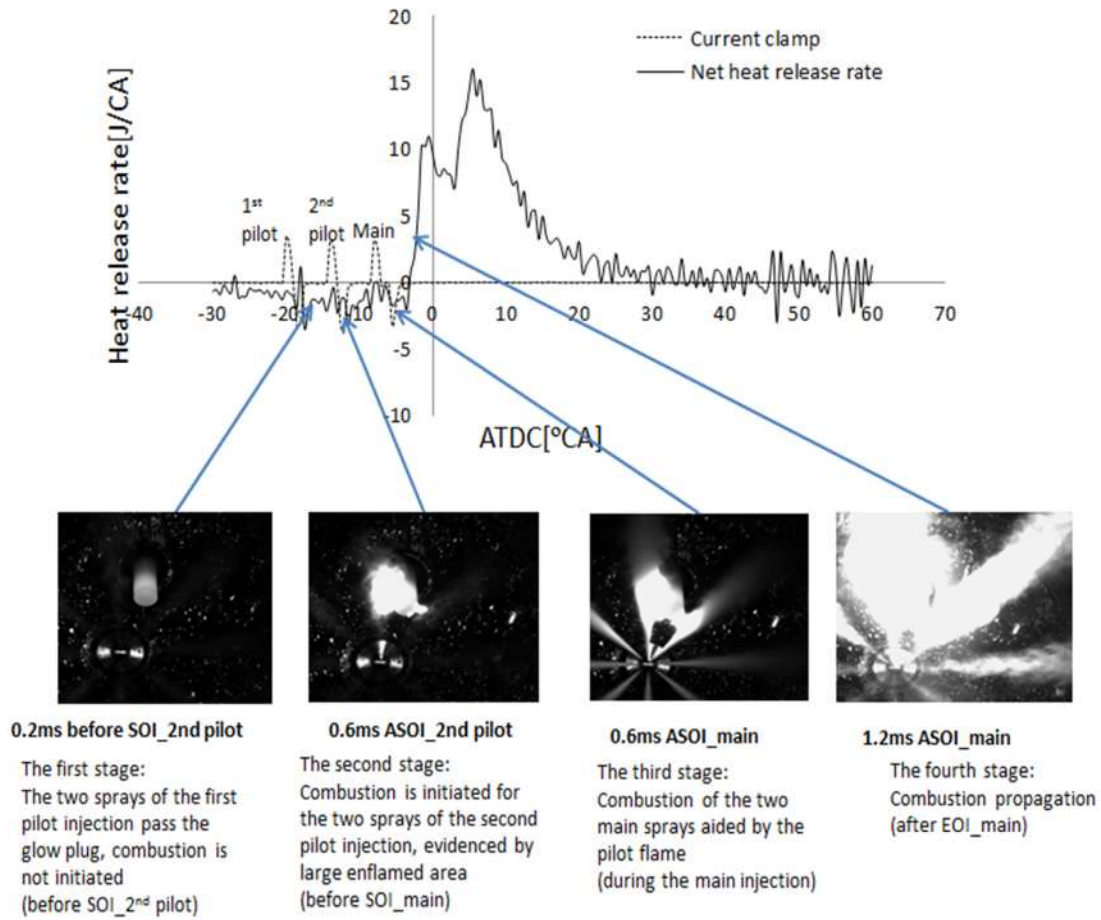 20
Current clamp
Net heat release rate
15
10
5
0
-5
-10
Heat release rate[J/CA]
1st
pilot
2nd
pilot
Main
-40
-30
-20
-10
0
10
20
30
40
50
60
70
ATDC[°CA]
0.2ms before SOI_2nd pilot
The first stage:
The two sprays of the first
pilot injection pass the
glow plug, combustion is
not initiated
(before SOI_2nd pilot)
0.6ms ASOI_2nd pilot
The second stage:
Combustion is initiated for
the two sprays of the second
pilot injection, evidenced by
large enflamed area
(before SOI_main)
0.6ms ASOI_main
The third stage:
Combustion of the two
main sprays aided by the
pilot flame
(during the main injection)
1.2ms ASOI_main
The fourth stage:
Combustion propagation
(after EOI_main)